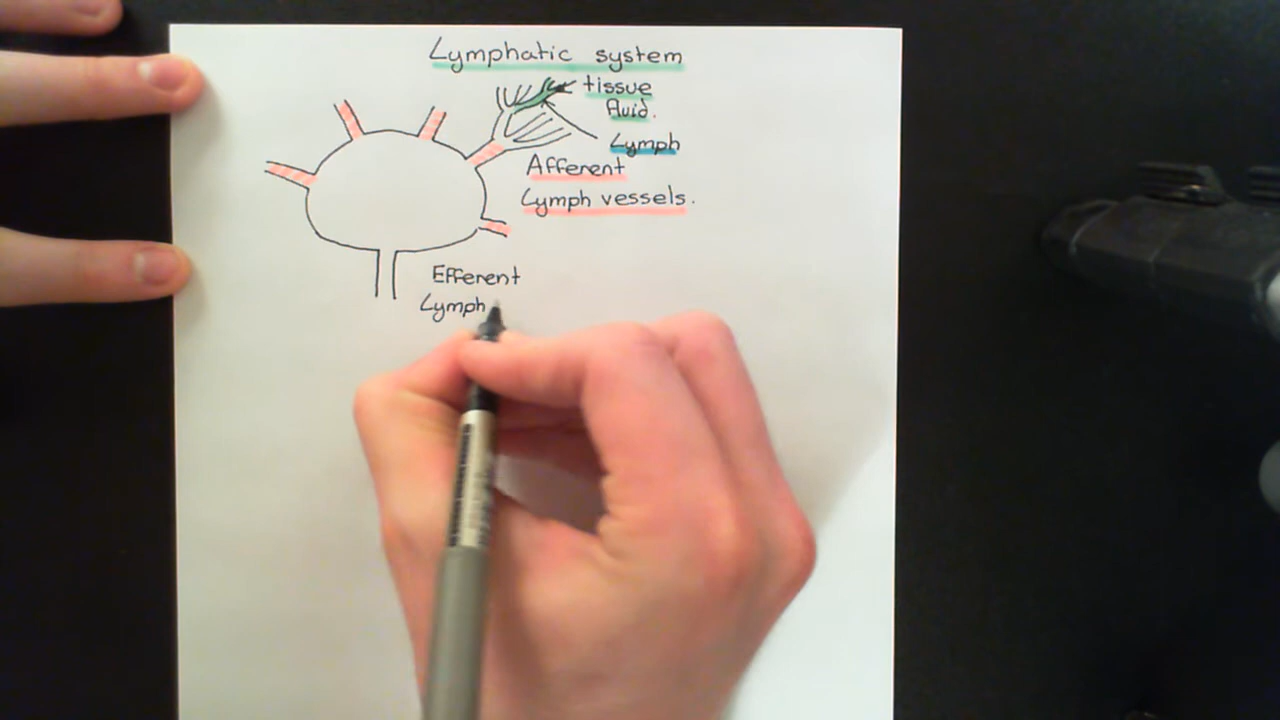 Lymphatic system
tissue
fluid.
Lymph
Afferent
Lymph vessels.
Efferent
Lymph